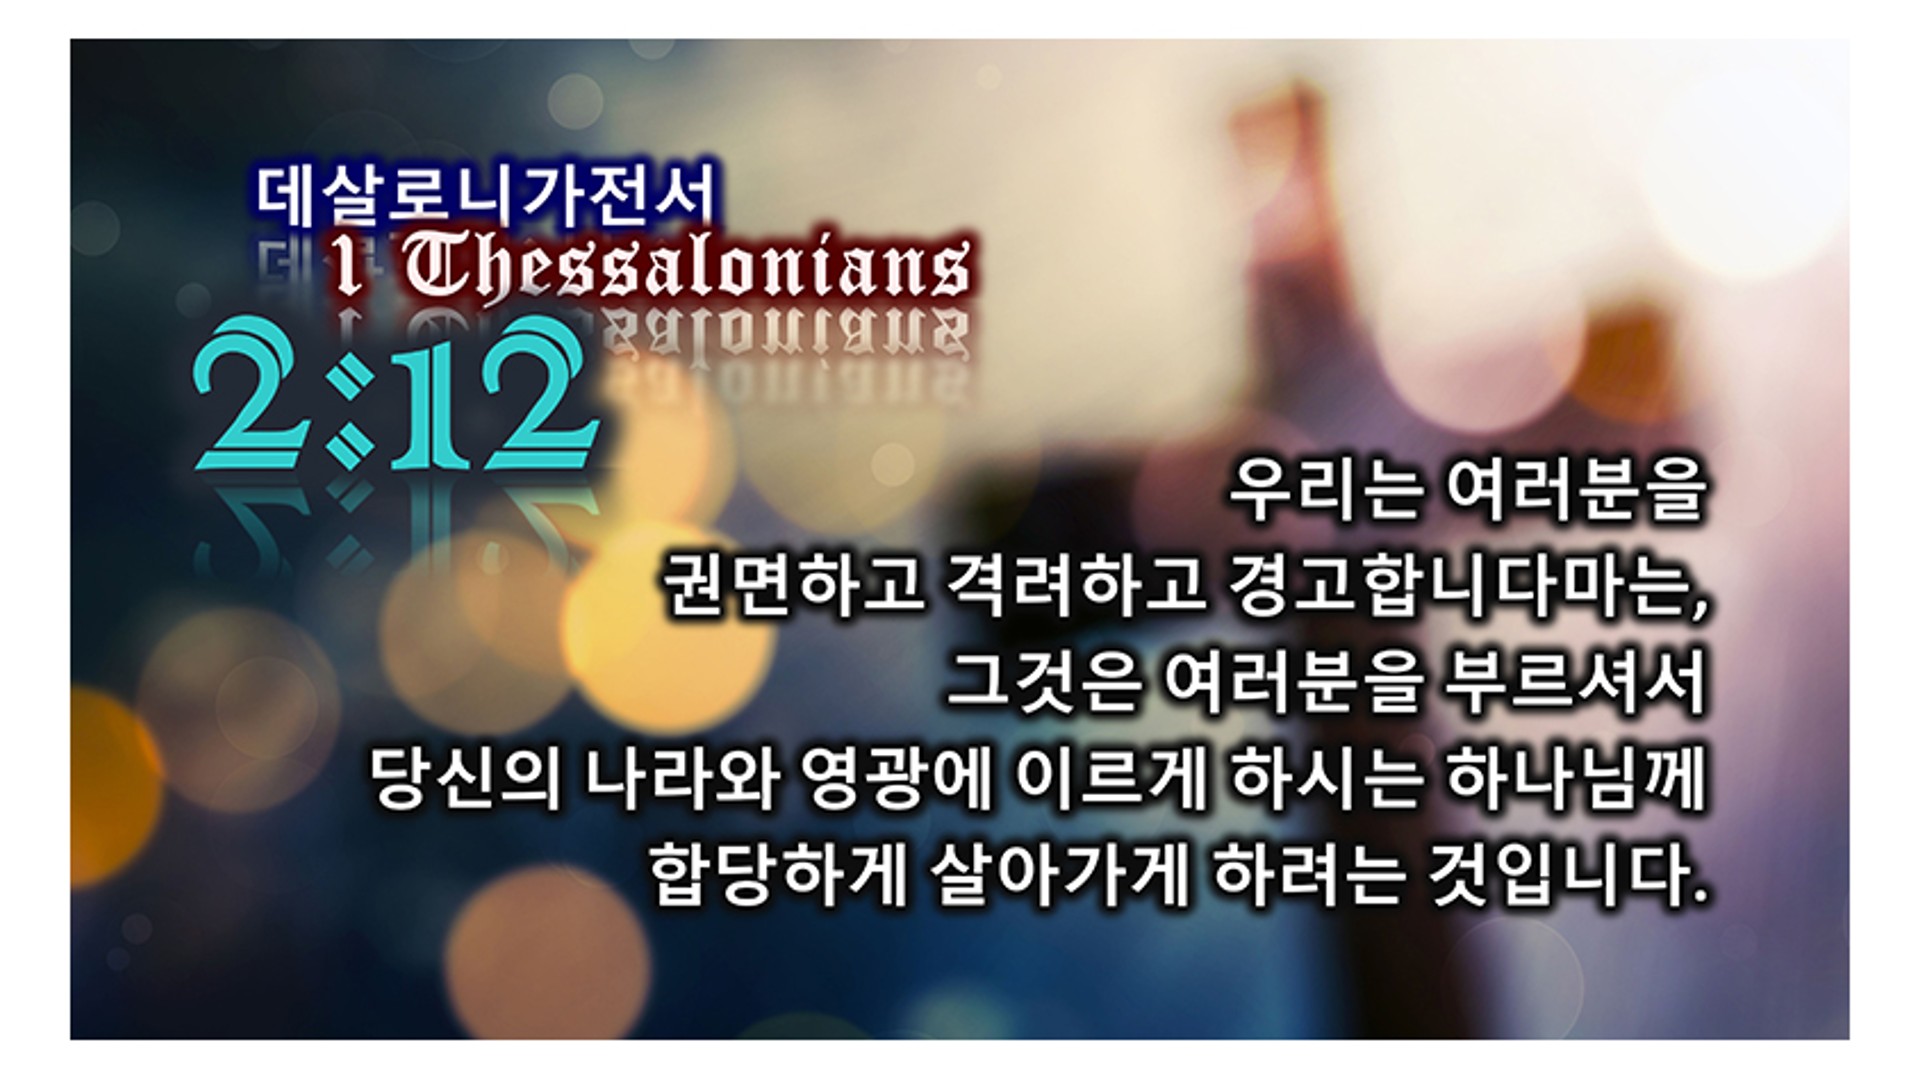 데살로니가전서
1 Thessalonians
2:12
우리는 여러분을
권면하고 격려하고 경고합니다마는,
그것은 여러분을 부르셔서
당신의 나라와 영광에 이르게 하시는 하나님께
합당하게 살아가게 하려는 것입니다.